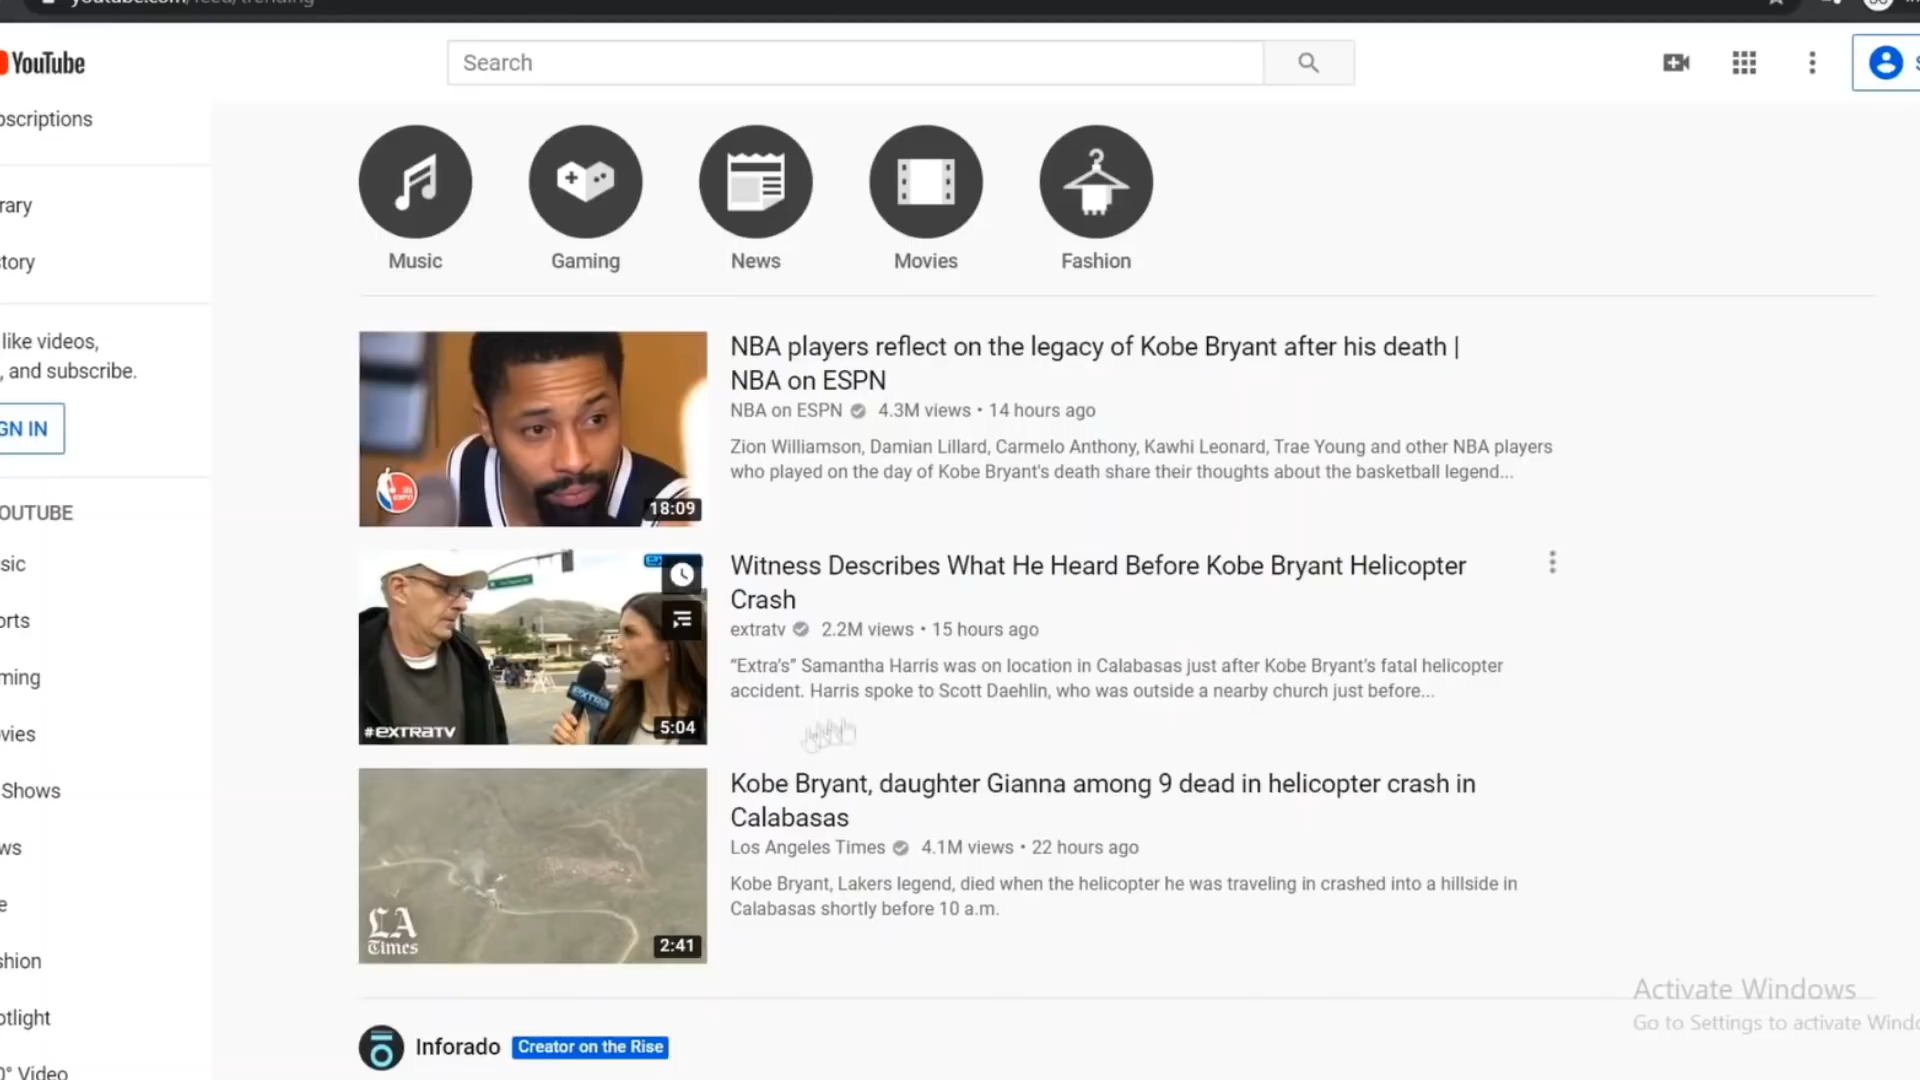 youtube.com/feed/trending
YouTube
Search
bscriptions
rary
tory
like videos,
, and subscribe.
GN IN
OUTUBE
sic
orts
ming
vies
Shows
ws
e
shion
otlight
0° Video
Music
Gaming
News
Movies
Fashion
NBA players reflect on the legacy of Kobe Bryant after his death |
NBA on ESPN
NBA on ESPN 4.3M views • 14 hours ago
Zion Williamson, Damian Lillard, Carmelo Anthony, Kawhi Leonard, Trae Young and other NBA players
who played on the day of Kobe Bryant's death share their thoughts about the basketball legend...
18:09
Witness Describes What He Heard Before Kobe Bryant Helicopter
Crash
extratv 2.2M views • 15 hours ago
“Extra’s” Samantha Harris was on location in Calabasas just after Kobe Bryant’s fatal helicopter
accident. Harris spoke to Scott Daehlin, who was outside a nearby church just before...
EXTRA
#EXTRATV
5:04
Kobe Bryant, daughter Gianna among 9 dead in helicopter crash in
Calabasas
Los Angeles Times 4.1M views • 22 hours ago
Kobe Bryant, Lakers legend, died when the helicopter he was traveling in crashed into a hillside in
Calabasas shortly before 10 a.m.
LA
Times
2:41
Inforado Creator on the Rise
Activate Windows
Go to Settings to activate Windo